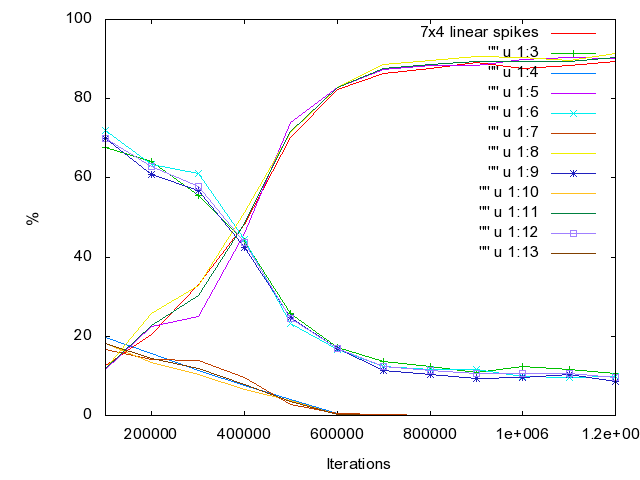 100
7x4 linear spikes
"" u 1:3
"" u 1:4
80
"" u 1:5
"" u 1:6
"" u 1:7
"" u 1:8
60
"" u 1:9
"" u 1:10
%
"" u 1:11
"" u 1:12
40
"" u 1:13
20
0
200000 400000 600000 800000 1e+006 1.2e+00
Iterations